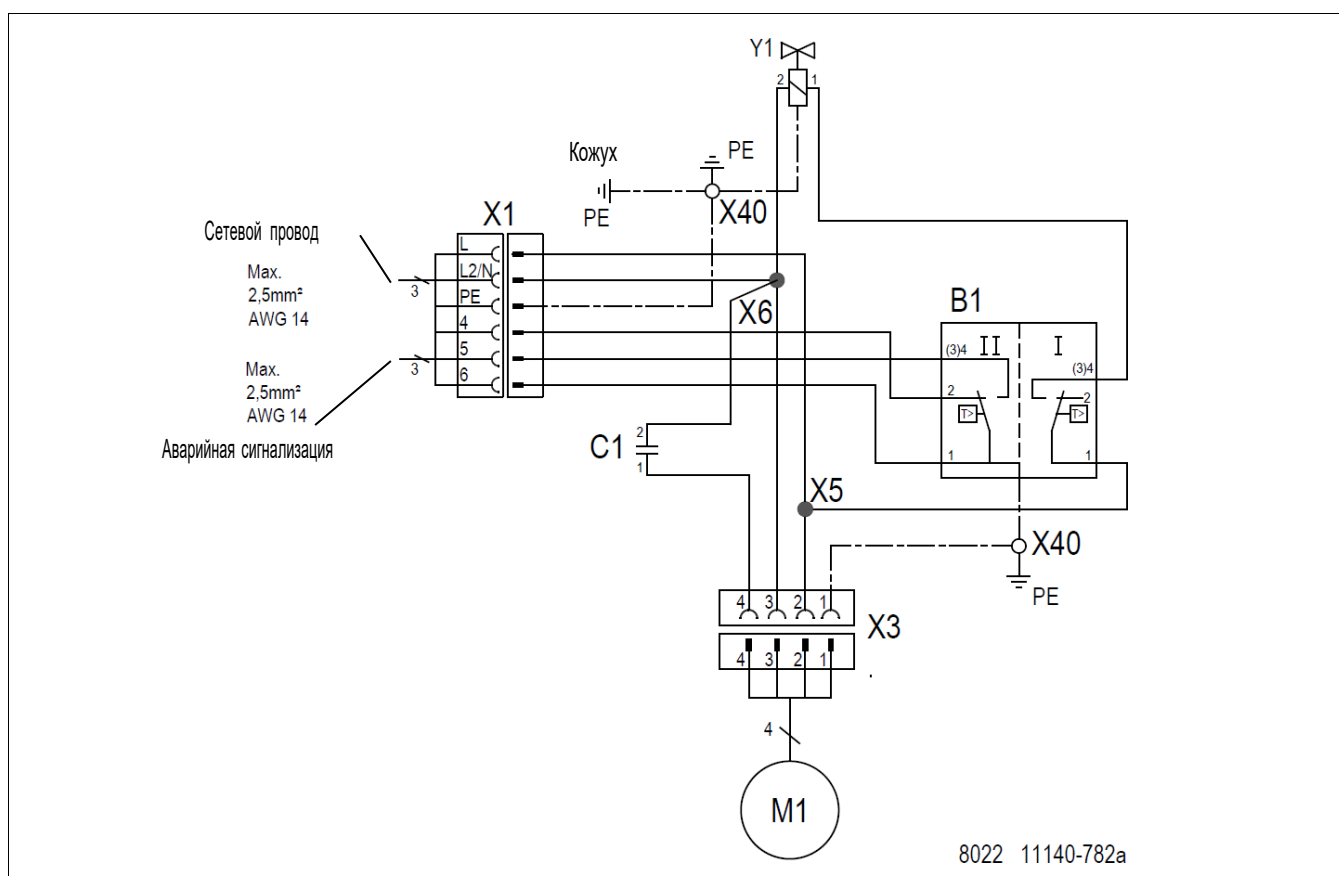 Y1
2 1
Кожух
PE
PE
X40
X1
Сетевой провод
L
L2/N
PE
4
5
6
3
Max.
2,5mm²
AWG 14
3
Max.
2,5mm²
AWG 14
Аварийная сигнализация
X6
B1
(3)4 II I
(3)4
2
2
T>
T>
1
1
C1
2
1
X5
X40
PE
4 3 2 1
X3
4 3 2 1
4
M1
8022 11140-782a